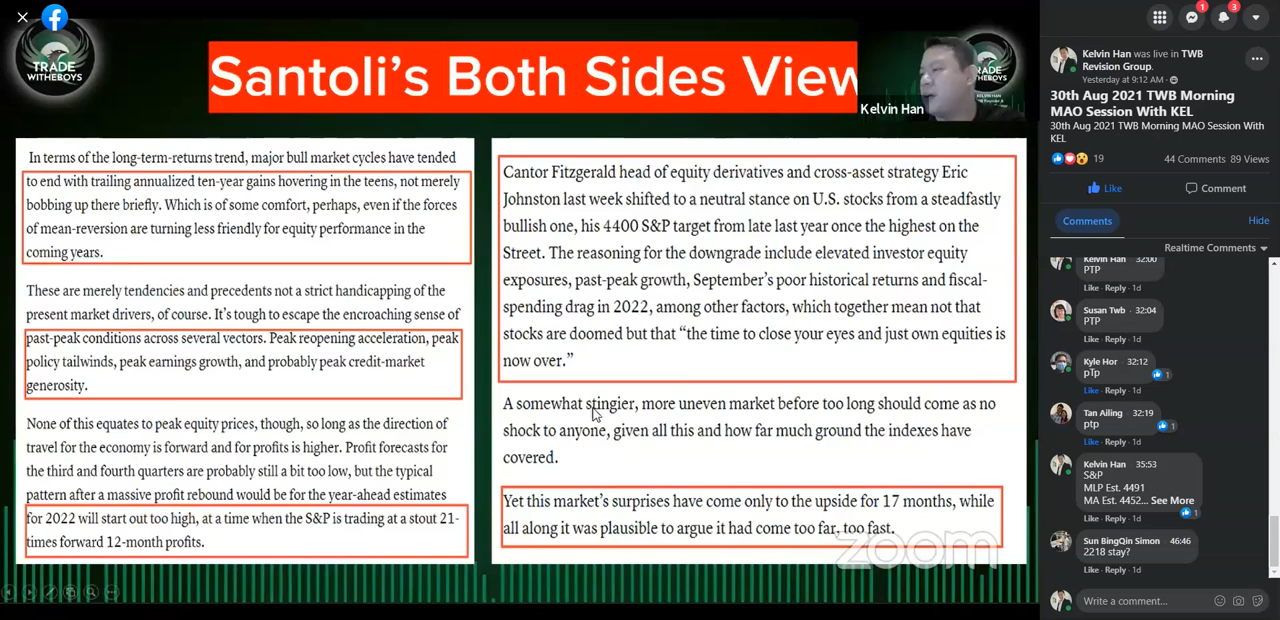 TRADE
WITHEBOYS
Santoli's Both Sides View
Kelvin Han
In terms of the long-term-returns trend, major bull market cycles have tended
to end with trailing annualized ten-year gains hovering in the teens, not merely
bobbing up there briefly. Which is of some comfort, perhaps, even if the forces
of mean-reversion are turning less friendly for equity performance in the
coming years.
These are merely tendencies and precedents not a strict handicapping of the
present market drivers, of course. It's tough to escape the encroaching sense of
past-peak conditions across several vectors. Peak reopening acceleration, peak
policy tailwinds, peak earnings growth, and probably peak credit-market
generosity.
None of this equates to peak equity prices, though, so long as the direction of
travel for the economy is forward and for profits is higher. Profit forecasts for
the third and fourth quarters are probably still a bit too low, but the typical
pattern after a massive profit rebound would be for the year-ahead estimates
for 2022 will start out too high, at a time when the S&P is trading at a stout 21-
times forward 12-month profits.
Cantor Fitzgerald head of equity derivatives and cross-asset strategy Eric
Johnston last week shifted to a neutral stance on U.S. stocks from a steadfastly
bullish one, his 4400 S&P target from late last year once the highest on the
Street. The reasoning for the downgrade include elevated investor equity
exposures, past-peak growth, September's poor historical returns and fiscal-
spending drag in 2022, among other factors, which together mean not that
stocks are doomed but that “the time to close your eyes and just own equities is
now over.”
A somewhat stingier, more uneven market before too long should come as no
shock to anyone, given all this and how far much ground the indexes have
covered.
Yet this market's surprises have come only to the upside for 17 months, while
all along it was plausible to argue it had come too far, too fast.
zoom
1
3
Kelvin Han was live in TWB
Revision Group.
Yesterday at 9:12 AM
30th Aug 2021 TWB Morning
MAO Session With KEL
30th Aug 2021 TWB Morning MAO Session With
KEL
19
44 Comments 89 Views
Like
Comment
Comments
Hide
Realtime Comments
Kelvin Han 32:00
PTP
Like · Reply · 1d
Susan Twb 32:04
PTP
Like · Reply · 1d
Kyle Hor 32:12
pTp
1
Like · Reply · 1d
Tan Ailing 32:19
ptp
1
Like · Reply · 1d
Kelvin Han 35:53
S&P
MLP Est. 4491
MA Est. 4452... See More
1
Like · Reply · 1d
Sun BingQin Simon 46:46
2218 stay?
Like · Reply · 1d
Write a comment...